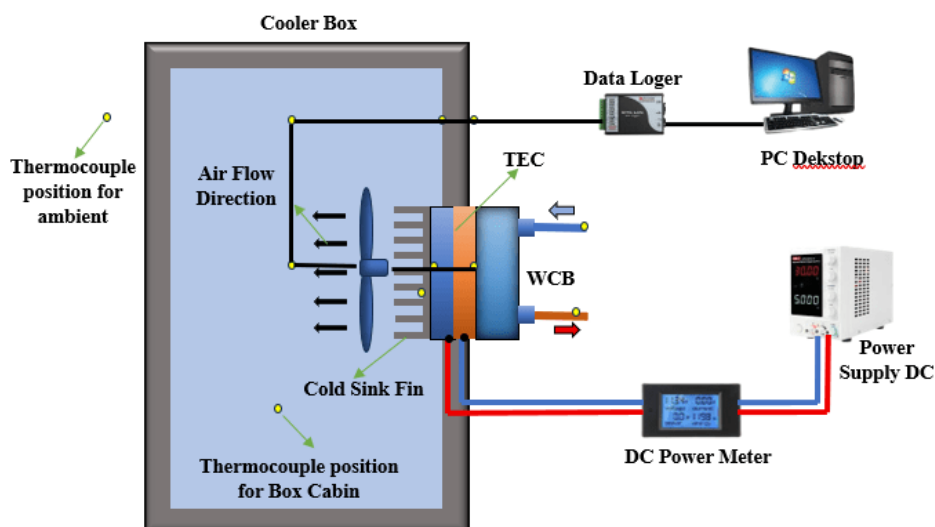 Cooler Box
Data Loger
PC Dekstop
Thermocouple
position for
ambient
Air Flow
Direction
TEC
WCB
Cold Sink Fin
Power
Supply DC
Thermocouple position
for Box Cabin
DC Power Meter